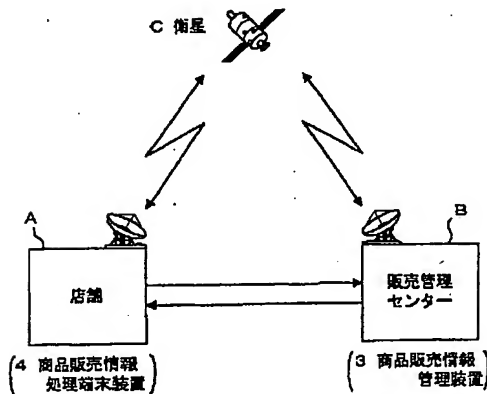 C 衛星
A
B
店舗
販売管理
センター
(4 商品販売情報
処理端末装置)
(3 商品販売情報
管理装置)